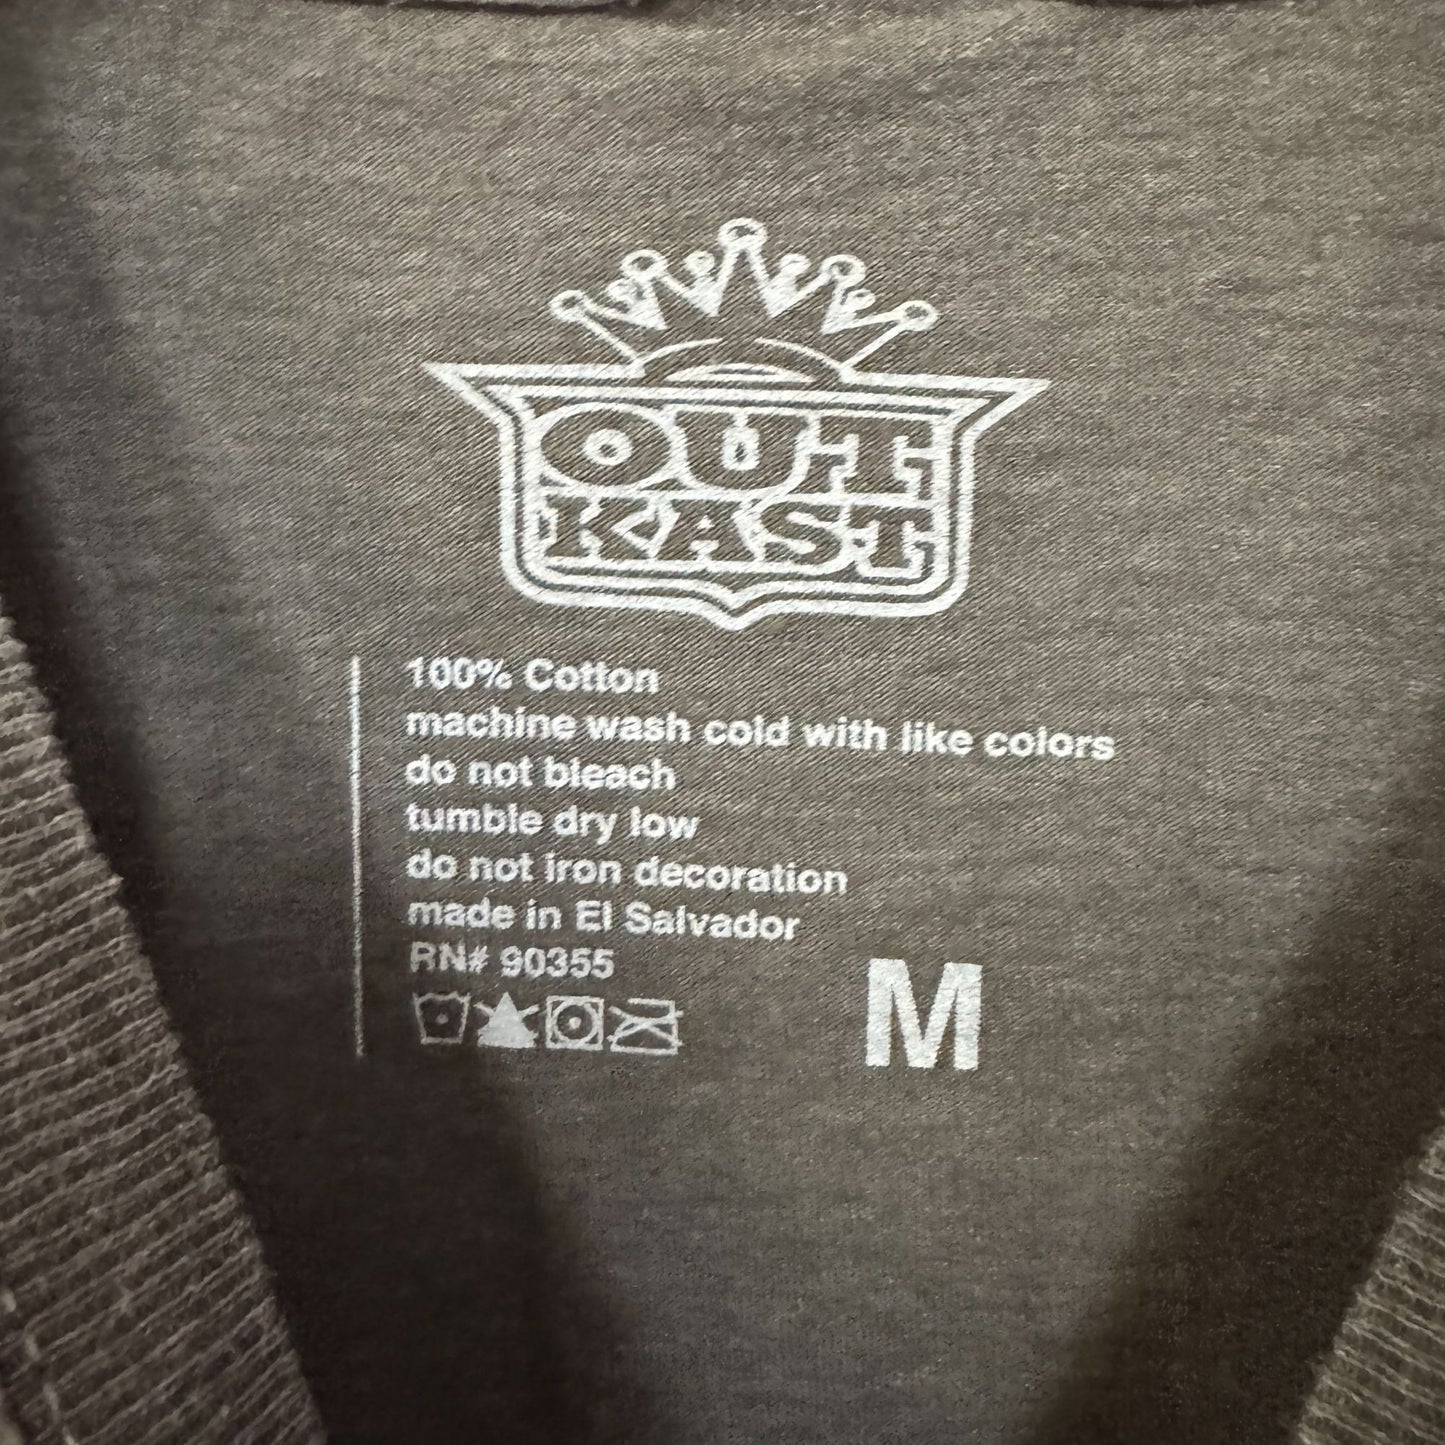 OUT
KAST
100% Cotton
machine wash cold with like colors
do not bleach
tumble dry low
do not iron decoration
made in El Salvador
RN# 90355
M